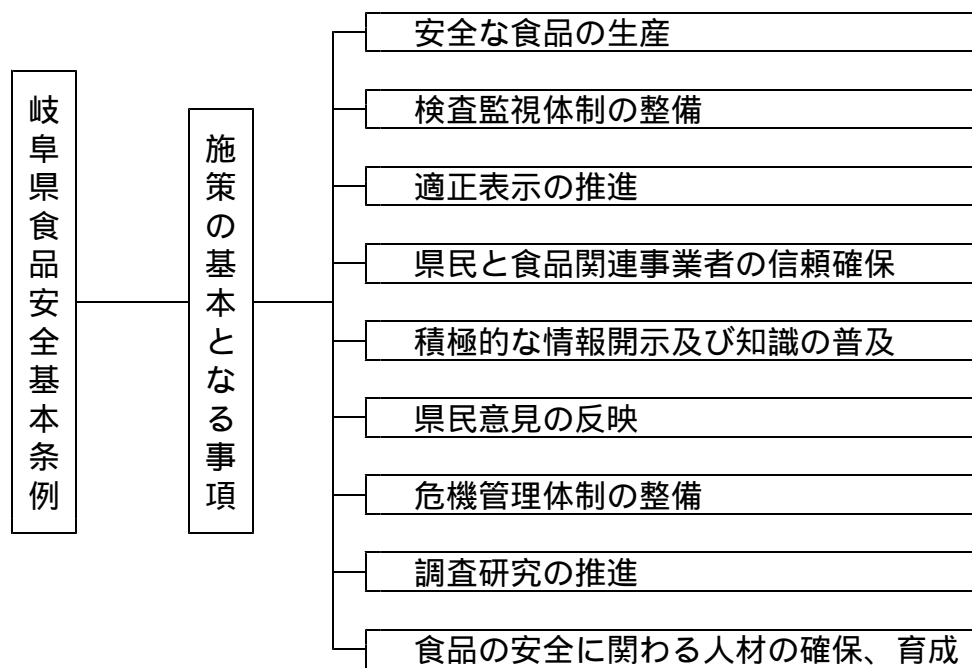 岐阜県食品安全基本条例
施策の基本となる事項
安全な食品の生産
検査監視体制の整備
適正表示の推進
県民と食品関連事業者の信頼確保
積極的な情報開示及び知識の普及
県民意見の反映
危機管理体制の整備
調査研究の推進
食品の安全に関わる人材の確保、育成